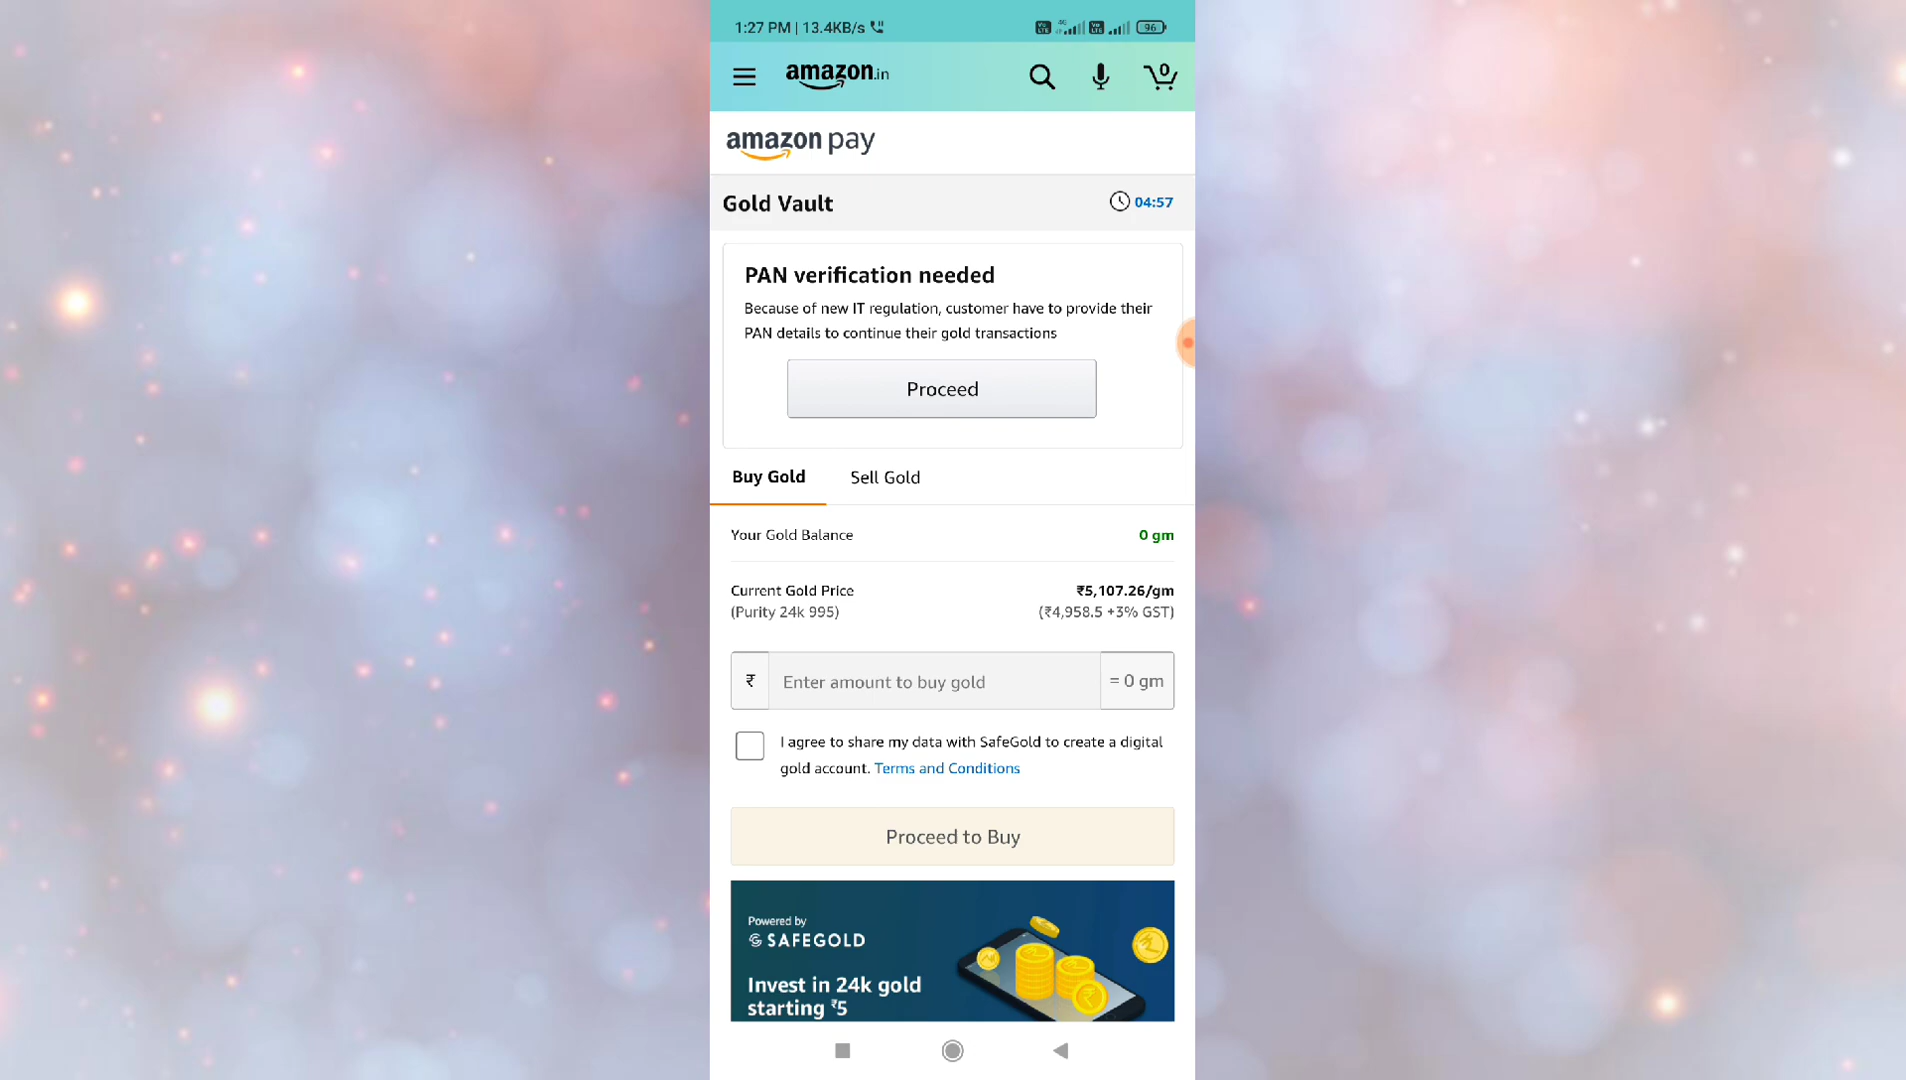 1:27 PM | 13.4KB/s
96
amazon.in
0
amazon pay
Gold Vault
04:57
PAN verification needed
Because of new IT regulation, customer have to provide their
PAN details to continue their gold transactions
Proceed
Buy Gold
Sell Gold
Your Gold Balance
0 gm
Current Gold Price
₹5,107.26/gm
(Purity 24k 995)
(₹4,958.5 +3% GST)
₹
Enter amount to buy gold
= 0 gm
I agree to share my data with SafeGold to create a digital
gold account. Terms and Conditions
Proceed to Buy
Powered by
SAFEGOLD
Invest in 24k gold
starting ₹5